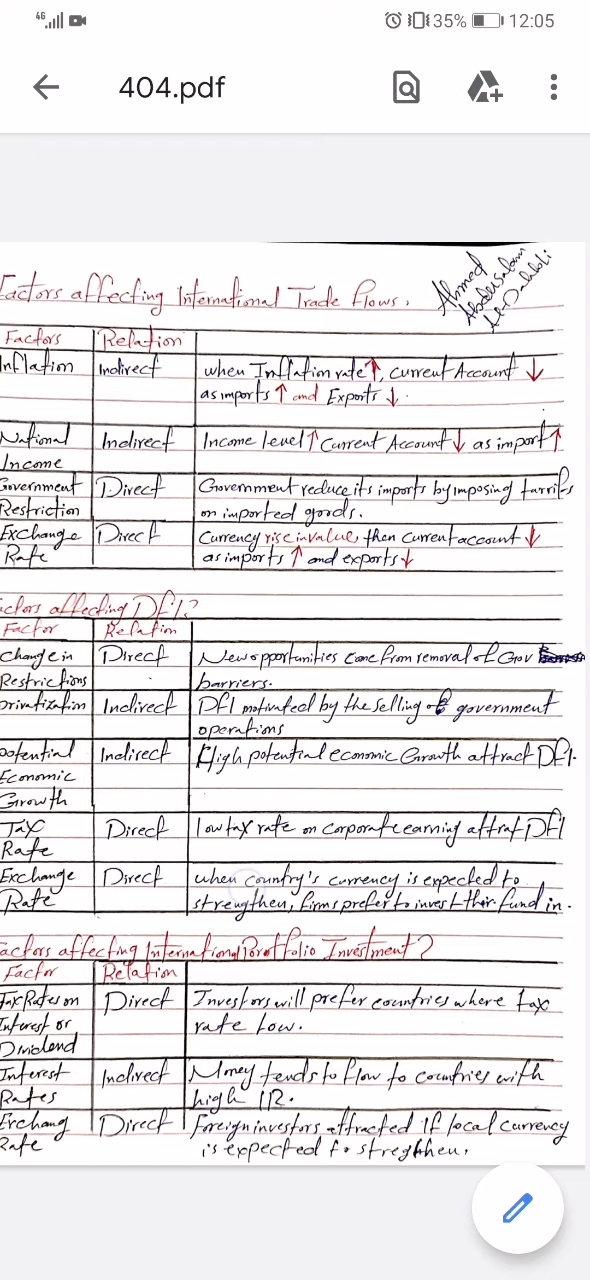 4G 35% 12:05
404.pdf
Factors affecting International Trade flows.
Ahmed
Abdersalam
Factors Relation
Inflation Indirect when Inflation rate↑, current Account ↓
as imports ↑ and Exports ↓.
National Indirect Income level↑ Current Account↓ as import↑
Income
Government Direct Government reduce its imports by imposing tarrifs
Restriction on imported goods.
Exchange Direct Currency rise in value, then current account ↓
Rate as imports ↑ and exports↓
Factors affecting DFI?
Factor Relation
change in Direct New opportunities come from removal of Gov
Restrictions barriers.
privatization Indirect DFI motivated by the selling of government
operations
potential Indirect High potential economic Growth attract DFI.
Economic
Growth
Tax Direct low tax rate on corporate earning attrat DFI
Rate
Exchange Direct when country's currency is expected to
Rate strengthen, firms prefer to invest thier fund in.
Factors affecting International Portfolio Investment?
Factor Relation
Tax Rates on Direct Investors will prefer countries where tax
Interest or rate low.
Dividend
Interest Indirect Money tends to flow to countries with
Rates high IR.
Exchang Direct Foreign investors attracted If local currency
Rate is expected to stregthen.